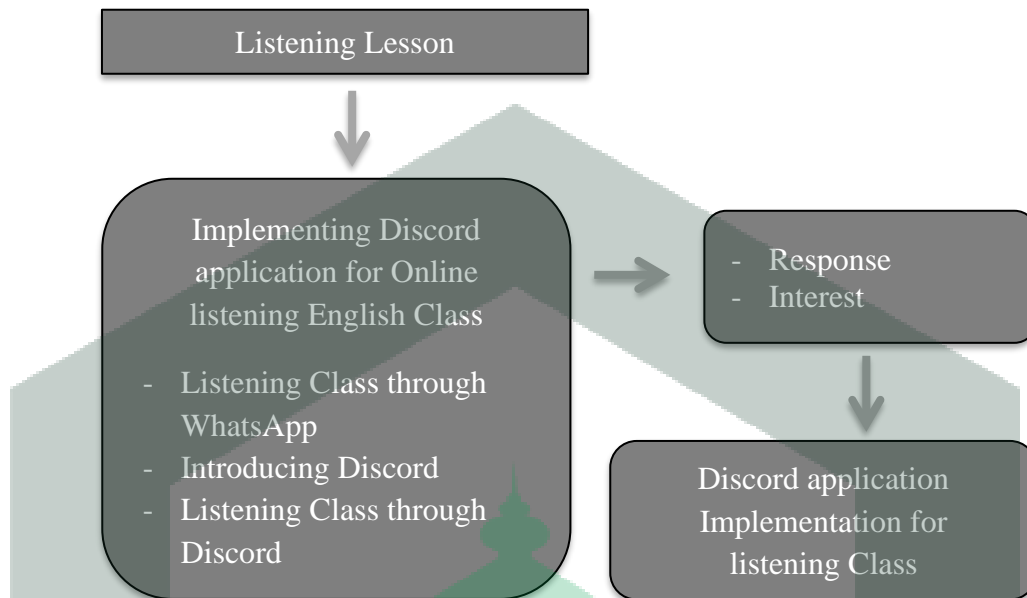 Listening Lesson
Implementing Discord
application for Online
listening English Class
- Listening Class through
WhatsApp
- Introducing Discord
- Listening Class through
Discord
- Response
- Interest
Discord application
Implementation for
listening Class